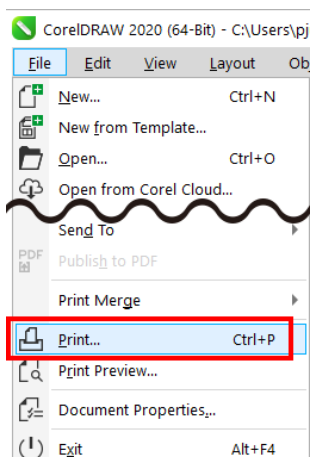 CorelDRAW 2020 (64-Bit) - C:\Users\pj
File Edit View Layout Ob
New... Ctrl+N
New from Template...
Open... Ctrl+O
Open from Corel Cloud...
Send To
PDF Publish to PDF
Print Merge
Print... Ctrl+P
Print Preview...
Document Properties...
Exit Alt+F4